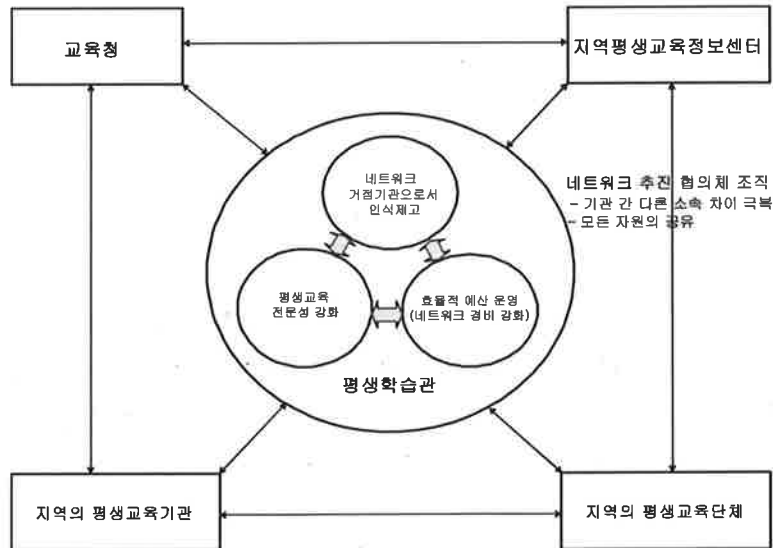 교육청
지역평생교육정보센터
네트워크
거점기관으로서
인식제고
네트워크 추진 협의체 조직
- 기관 간 다른 소속 차이 극복
- 모든 자원의 공유
평생교육
전문성 강화
효율적 예산 운영
(네트워크 경비 강화)
평생학습관
지역의 평생교육기관
지역의 평생교육단체